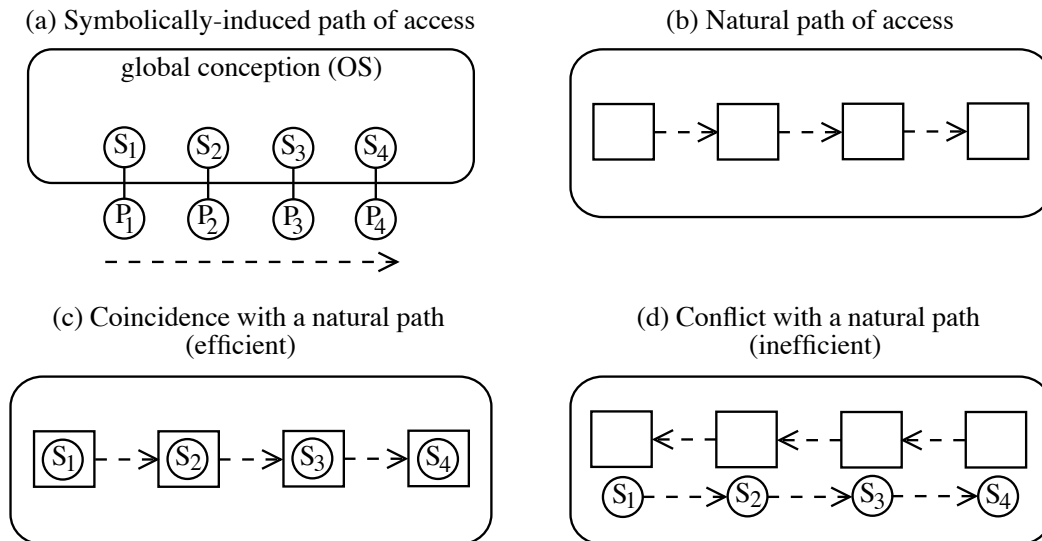 (a) Symbolically-induced path of access
global conception (OS)
S1 S2 S3 S4
P1 P2 P3 P4
(b) Natural path of access
(c) Coincidence with a natural path
(efficient)
S1 S2 S3 S4
(d) Conflict with a natural path
(inefficient)
S1 S2 S3 S4